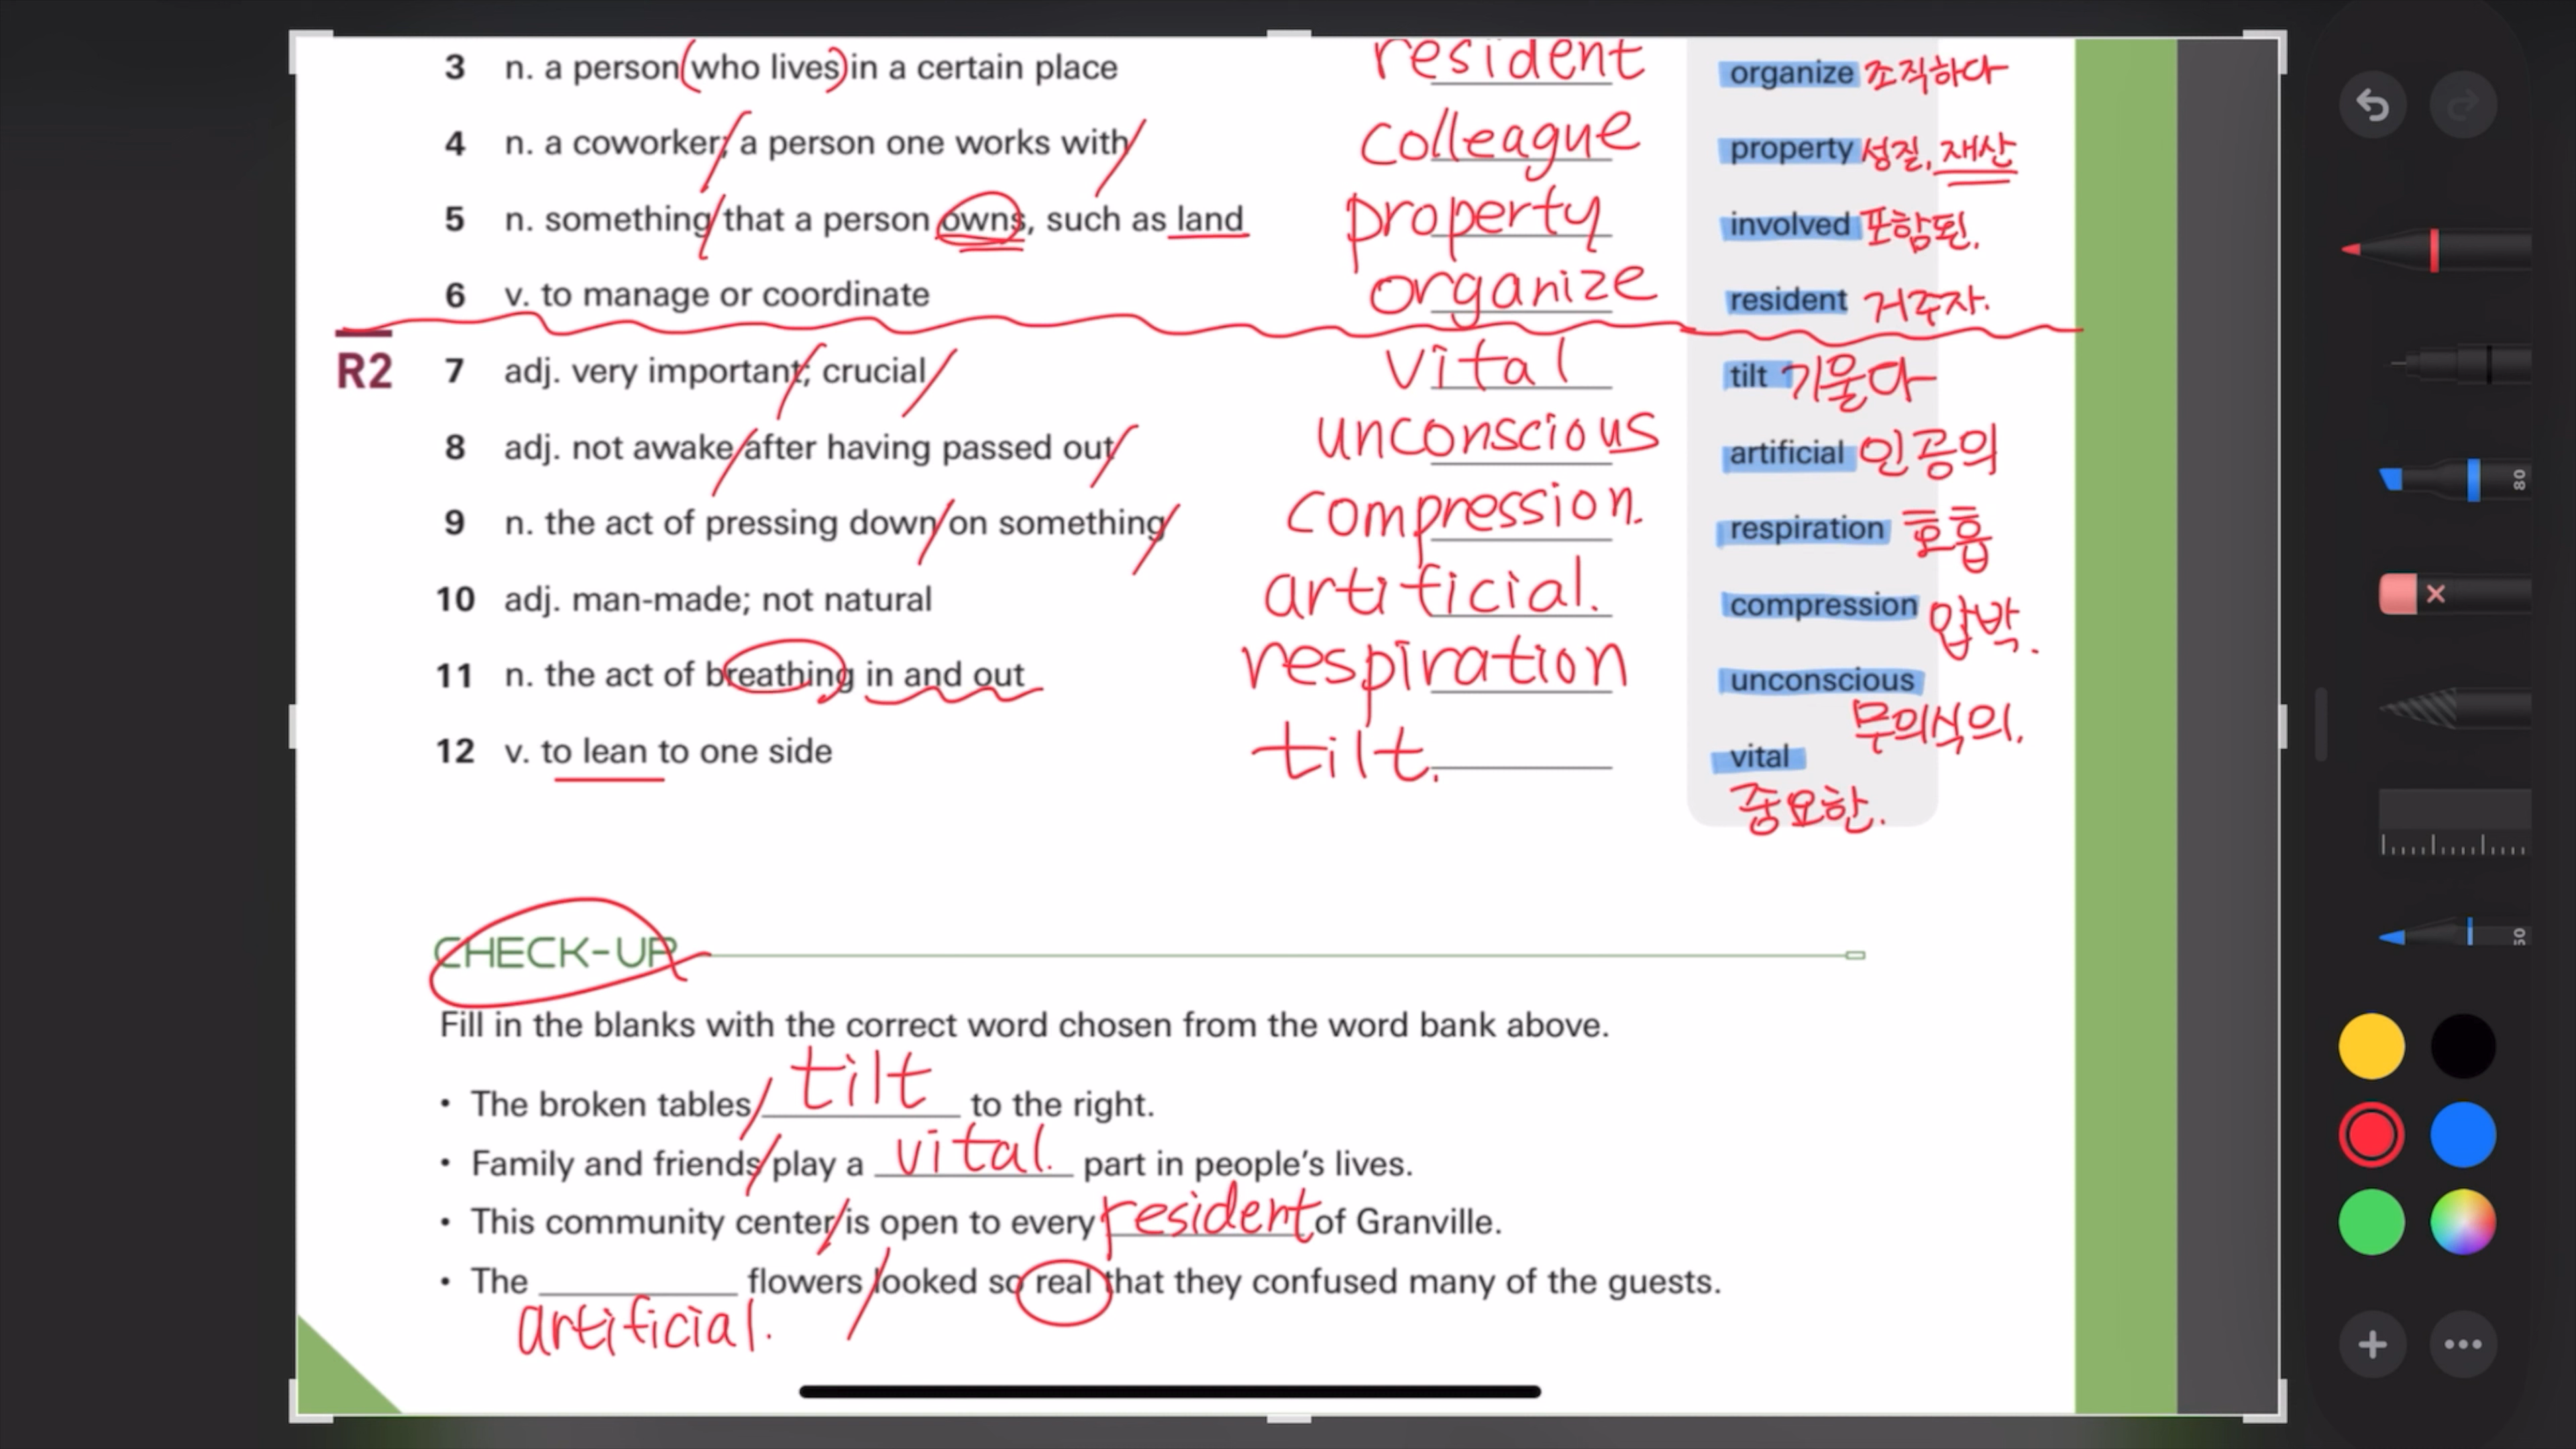 3 n. a person (who lives) in a certain place resident organize 조직하다
4 n. a coworker; a person one works with colleague property 성질, 재산
5 n. something that a person owns, such as land property involved 포함된.
6 v. to manage or coordinate organize resident 거주자.
R2 7 adj. very important; crucial vital tilt 기울다
8 adj. not awake after having passed out unconscious artificial 인공의
9 n. the act of pressing down on something compression. respiration 호흡
10 adj. man-made; not natural artificial. compression 압박.
11 n. the act of breathing in and out respiration unconscious 무의식의.
12 v. to lean to one side tilt. vital 중요한.
CHECK-UP
Fill in the blanks with the correct word chosen from the word bank above.
• The broken tables tilt to the right.
• Family and friends play a vital. part in people's lives.
• This community center is open to every resident of Granville.
• The artificial. flowers looked so real that they confused many of the guests.
80
50